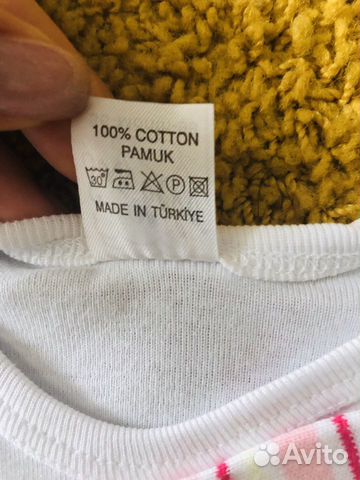 100% COTTON
PAMUK
30° P
MADE IN TÜRKİYE
Avito